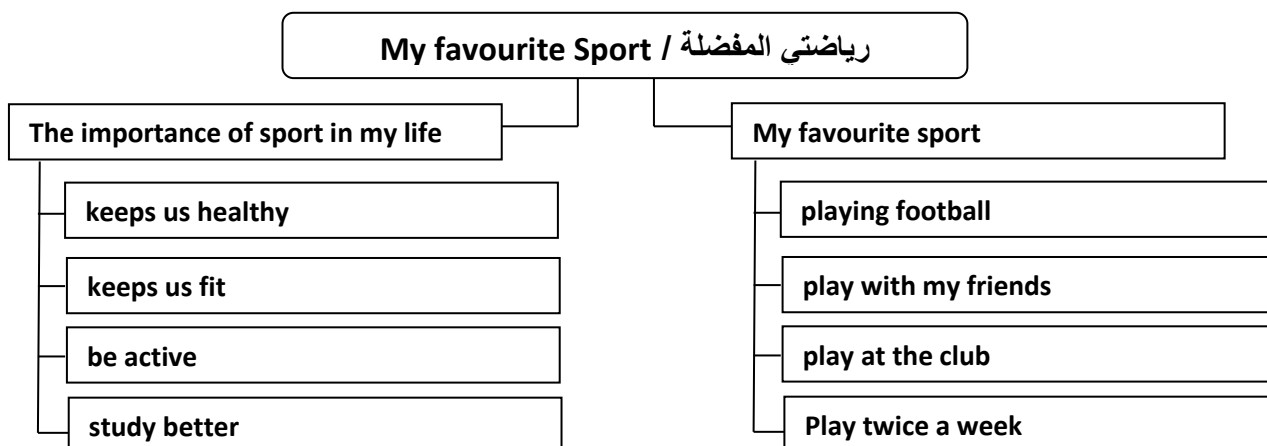 My favourite Sport / رياضتي المفضلة
The importance of sport in my life
keeps us healthy
keeps us fit
be active
study better
My favourite sport
playing football
play with my friends
play at the club
Play twice a week